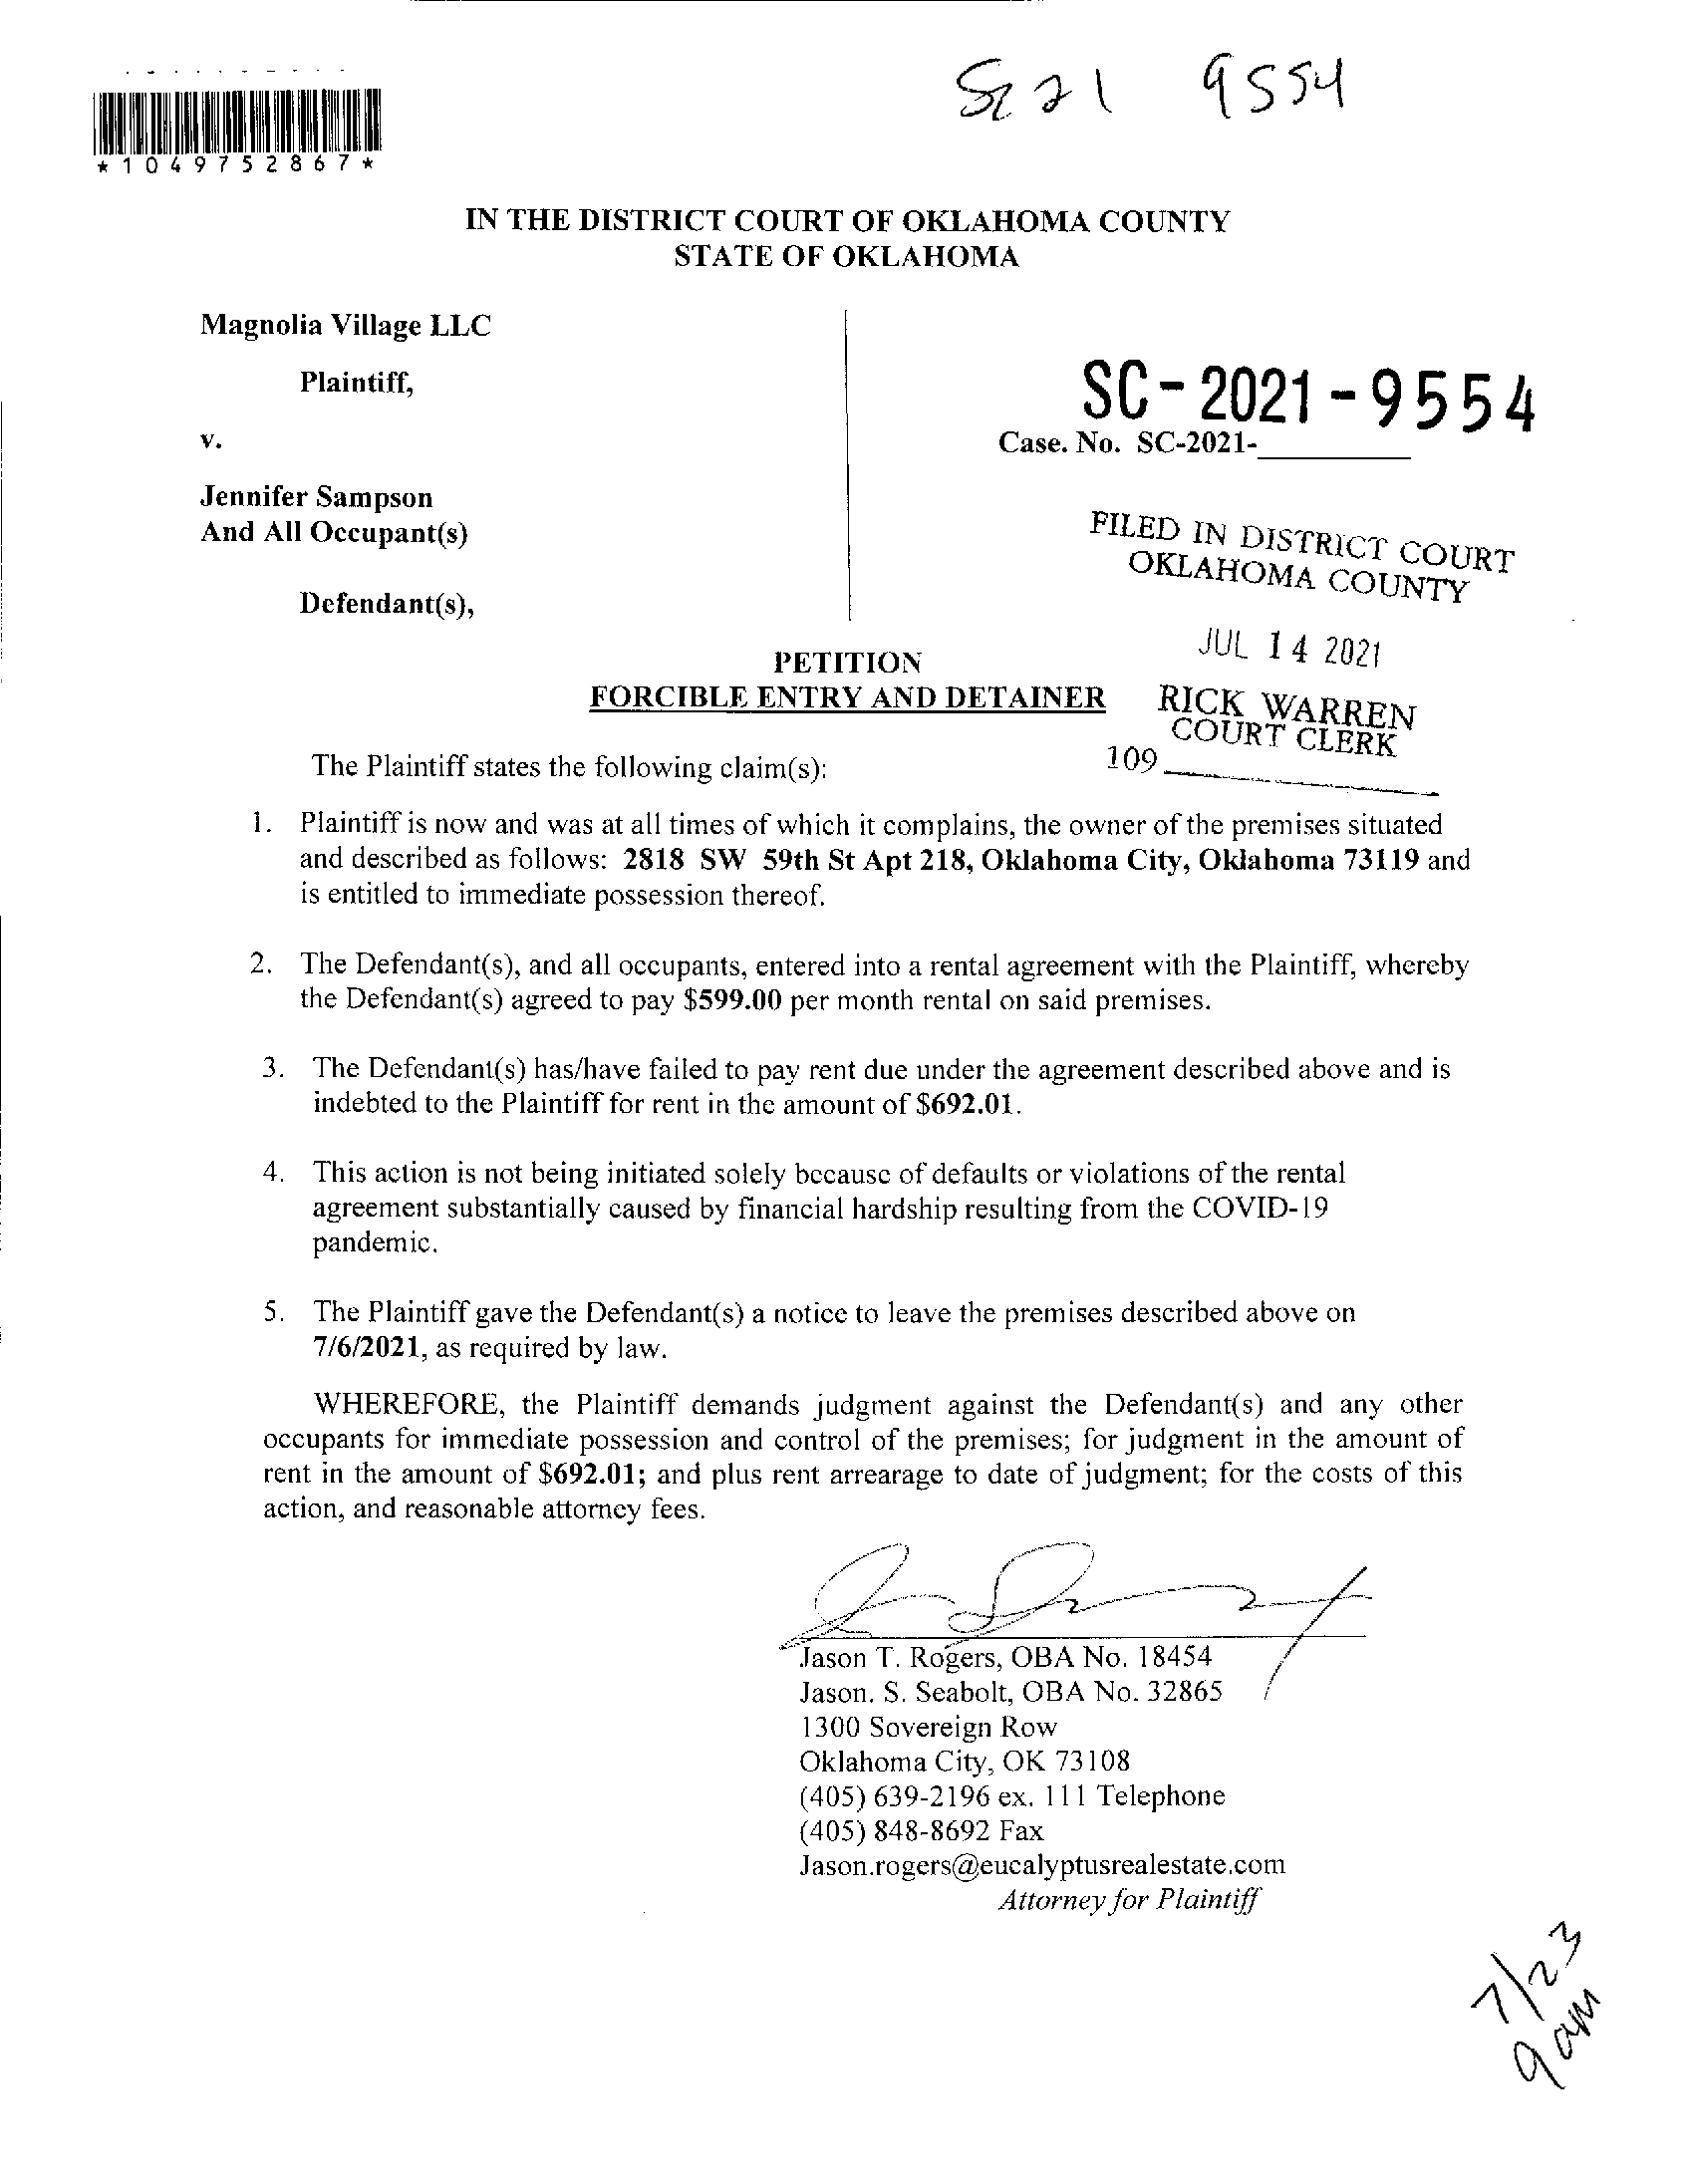 Sc 21 9554
*1049752867*
IN THE DISTRICT COURT OF OKLAHOMA COUNTY
STATE OF OKLAHOMA
Magnolia Village LLC
Plaintiff,
v.
Jennifer Sampson
And All Occupant(s)
Defendant(s),
SC-2021-9554
Case. No. SC-2021-
FILED IN DISTRICT COURT
OKLAHOMA COUNTY
JUL 14 2021
RICK WARREN
COURT CLERK
109
PETITION
FORCIBLE ENTRY AND DETAINER
The Plaintiff states the following claim(s):
1. Plaintiff is now and was at all times of which it complains, the owner of the premises situated
and described as follows: 2818 SW 59th St Apt 218, Oklahoma City, Oklahoma 73119 and
is entitled to immediate possession thereof.
2. The Defendant(s), and all occupants, entered into a rental agreement with the Plaintiff, whereby
the Defendant(s) agreed to pay $599.00 per month rental on said premises.
3. The Defendant(s) has/have failed to pay rent due under the agreement described above and is
indebted to the Plaintiff for rent in the amount of $692.01.
4. This action is not being initiated solely because of defaults or violations of the rental
agreement substantially caused by financial hardship resulting from the COVID-19
pandemic.
5. The Plaintiff gave the Defendant(s) a notice to leave the premises described above on
7/6/2021, as required by law.
WHEREFORE, the Plaintiff demands judgment against the Defendant(s) and any other
occupants for immediate possession and control of the premises; for judgment in the amount of
rent in the amount of $692.01; and plus rent arrearage to date of judgment; for the costs of this
action, and reasonable attorney fees.
Jason T. Rogers, OBA No. 18454
Jason. S. Seabolt, OBA No. 32865
1300 Sovereign Row
Oklahoma City, OK 73108
(405) 639-2196 ex. 111 Telephone
(405) 848-8692 Fax
Jason.rogers@eucalyptusrealestate.com
Attorney for Plaintiff
7/23
9am